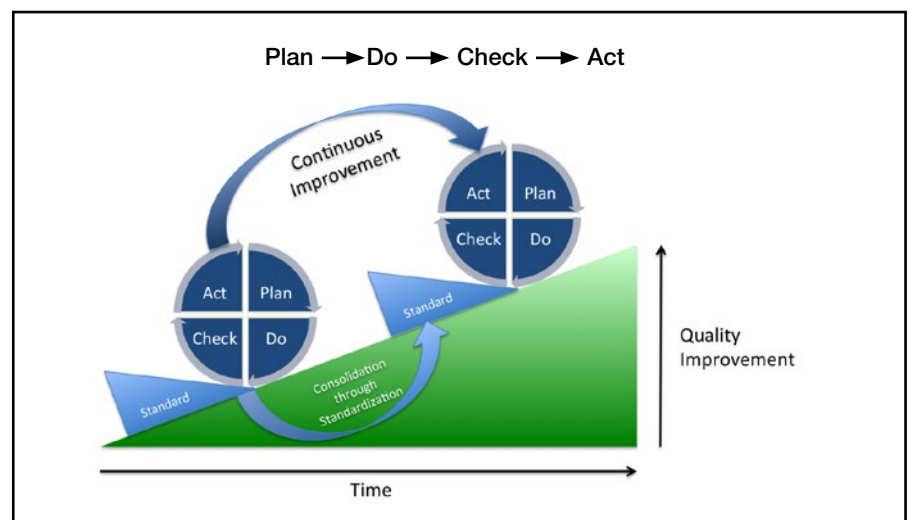 Plan → Do → Check → Act
Continuous
Improvement
Act
Plan
Check
Do
Act
Plan
Check
Do
Standard
Standard
Consolidation
through
Standardization
Quality
Improvement
Time